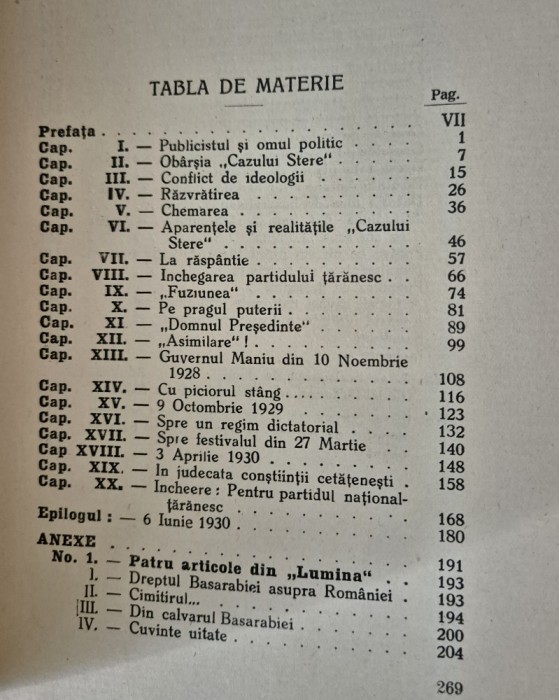 TABLA DE MATERIE
Pag.
Prefața . . . . . . . . . . . . . . . VII
Cap. I. — Publicistul și omul politic . . . . 1
Cap. II. — Obârșia „Cazului Stere“ . . . . . 7
Cap. III. — Conflict de ideologii . . . . . . 15
Cap. IV. — Răzvrătirea . . . . . . . . . . 26
Cap. V. — Chemarea . . . . . . . . . . 36
Cap. VI. — Aparențele și realitățile „Cazului
Stere“ . . . . . . . . . . . 46
Cap. VII. — La răspântie . . . . . . . . . 57
Cap. VIII. — Inchegarea partidului țărănesc . . 66
Cap. IX. — „Fuziunea“ . . . . . . . . . 74
Cap. X. — Pe pragul puterii . . . . . . . 81
Cap. XI — „Domnul Președinte“ . . . . . . 89
Cap. XII. — „Asimilare“ ! . . . . . . . . . 99
Cap. XIII. — Guvernul Maniu din 10 Noembrie
1928 . . . . . . . . . . . . 108
Cap. XIV. — Cu piciorul stâng . . . . . . . 116
Cap. XV. — 9 Octombrie 1929 . . . . . . . 123
Cap. XVI. — Spre un regim dictatorial . . . . 132
Cap. XVII. — Spre festivalul din 27 Martie . . . 140
Cap XVIII. — 3 Aprilie 1930 . . . . . . . . 148
Cap. XIX. — In judecata conștiinții cetățenești . 158
Cap. XX. — Incheere : Pentru partidul național-
țărănesc . . . . . . . . . . 168
Epilogul : — 6 Iunie 1930 . . . . . . . . . 180
ANEXE . . . . . . . . . . . . . . . 191
No. 1. — Patru articole din „Lumina“ . . 193
I. — Dreptul Basarabiei asupra României . 193
II. — Cimitirul... . . . . . . . . . . 194
III. — Din calvarul Basarabiei . . . . . . 200
IV. — Cuvinte uitate . . . . . . . . . 204
269